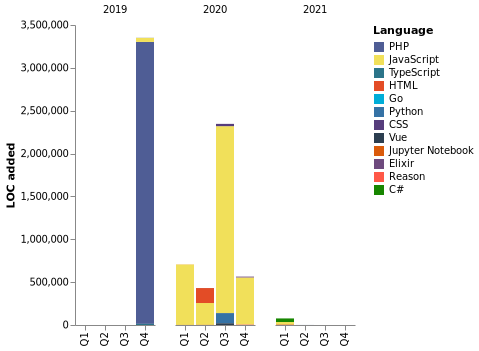 2019 2020 2021
Language
PHP
JavaScript
TypeScript
HTML
Go
Python
CSS
Vue
Jupyter Notebook
Elixir
Reason
C#
LOC added
3,500,000
3,000,000
2,500,000
2,000,000
1,500,000
1,000,000
500,000
0
Q1 Q2 Q3 Q4 Q1 Q2 Q3 Q4 Q1 Q2 Q3 Q4